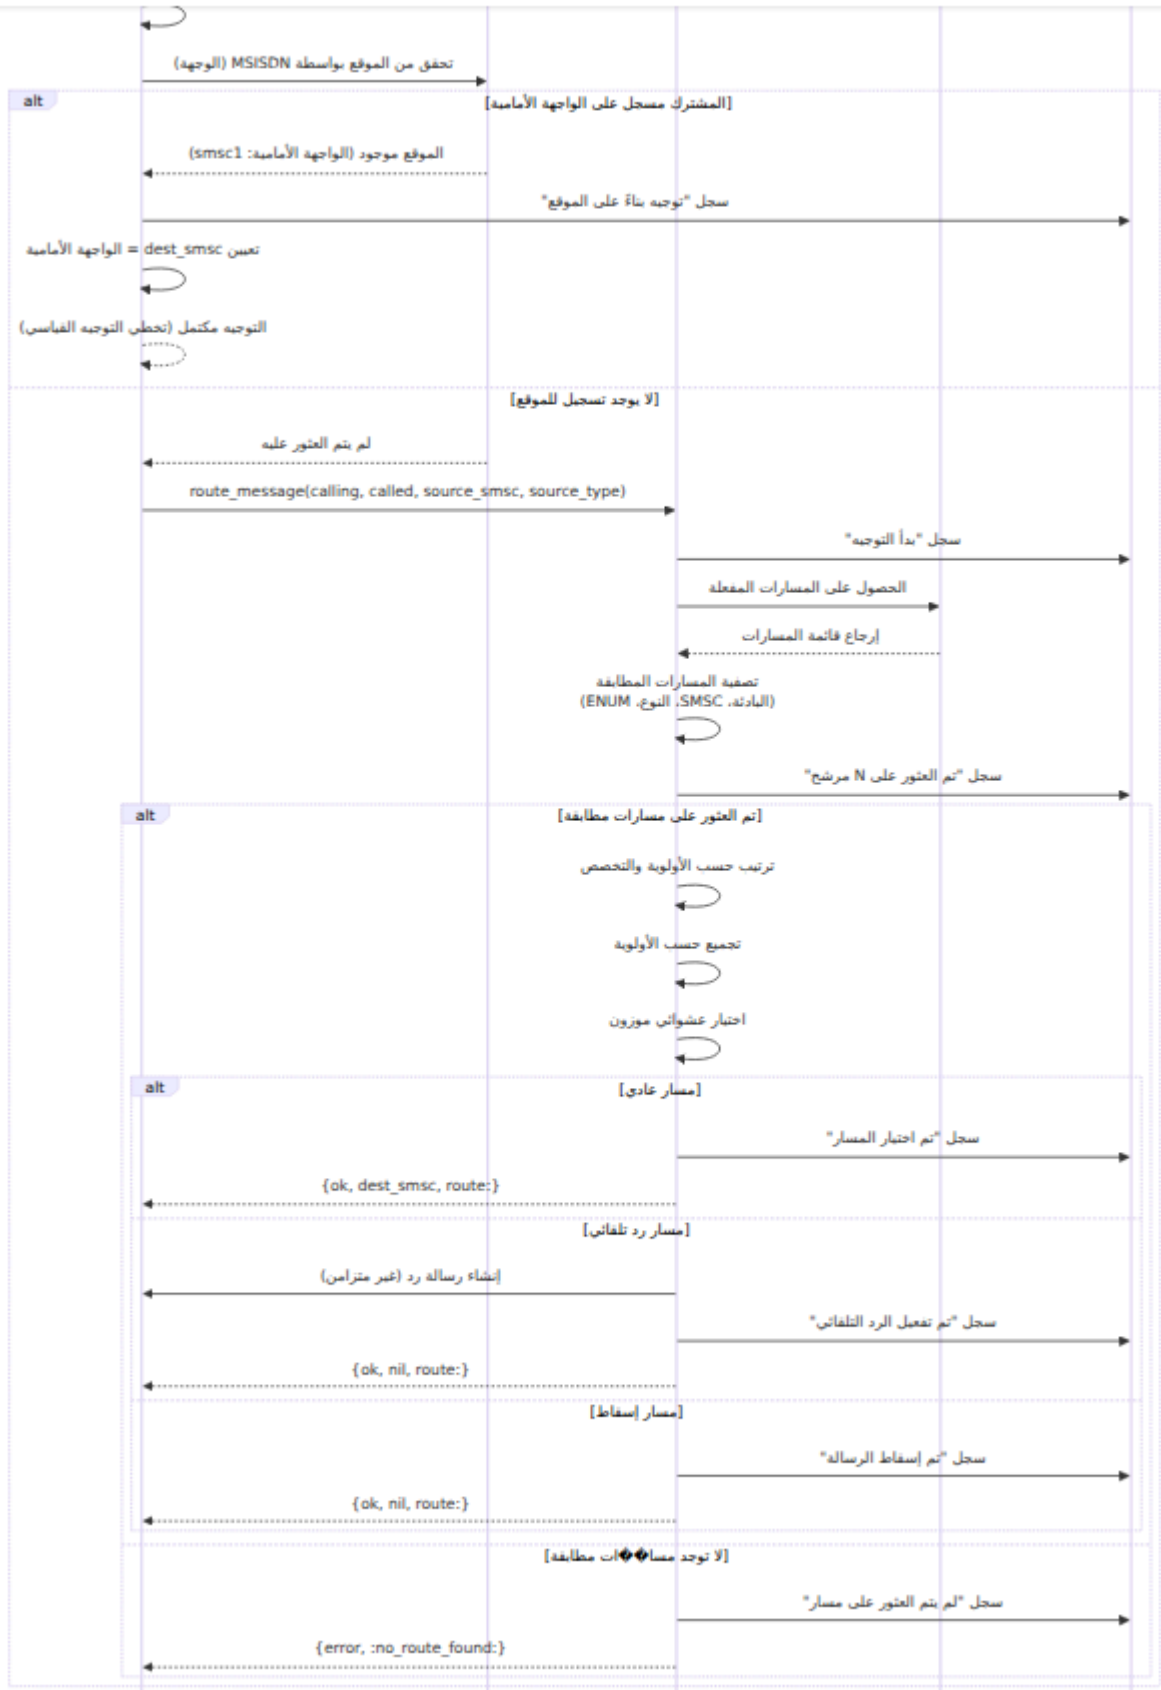 تحقق من الموقع بواسطة MSISDN (الوجهة)
alt
[المشترك مسجل على الواجهة الأمامية]
الموقع موجود (الواجهة الأمامية: smsc1)
سجل "توجيه بناءً على الموقع"
تعيين dest_smsc = الواجهة الأمامية
التوجيه مكتمل (تخطي التوجيه القياسي)
[لا يوجد تسجيل للموقع]
لم يتم العثور عليه
route_message(calling, called, source_smsc, source_type)
سجل "بدأ التوجيه"
الحصول على المسارات المفعلة
إرجاع قائمة المسارات
تصفية المسارات المطابقة
(البادئة، SMSC، النوع، ENUM)
سجل "تم العثور على N مرشح"
alt
[تم العثور على مسارات مطابقة]
ترتيب حسب الأولوية والتخصص
تجميع حسب الأولوية
اختيار عشوائي موزون
alt
[مسار عادي]
سجل "تم اختيار المسار"
{ok, dest_smsc, route:}
[مسار رد تلقائي]
إنشاء رسالة رد (غير متزامن)
سجل "تم تفعيل الرد التلقائي"
{ok, nil, route:}
[مسار إسقاط]
سجل "تم إسقاط الرسالة"
{ok, nil, route:}
[لا توجد مسا��ات مطابقة]
سجل "لم يتم العثور على مسار"
{error, :no_route_found:}